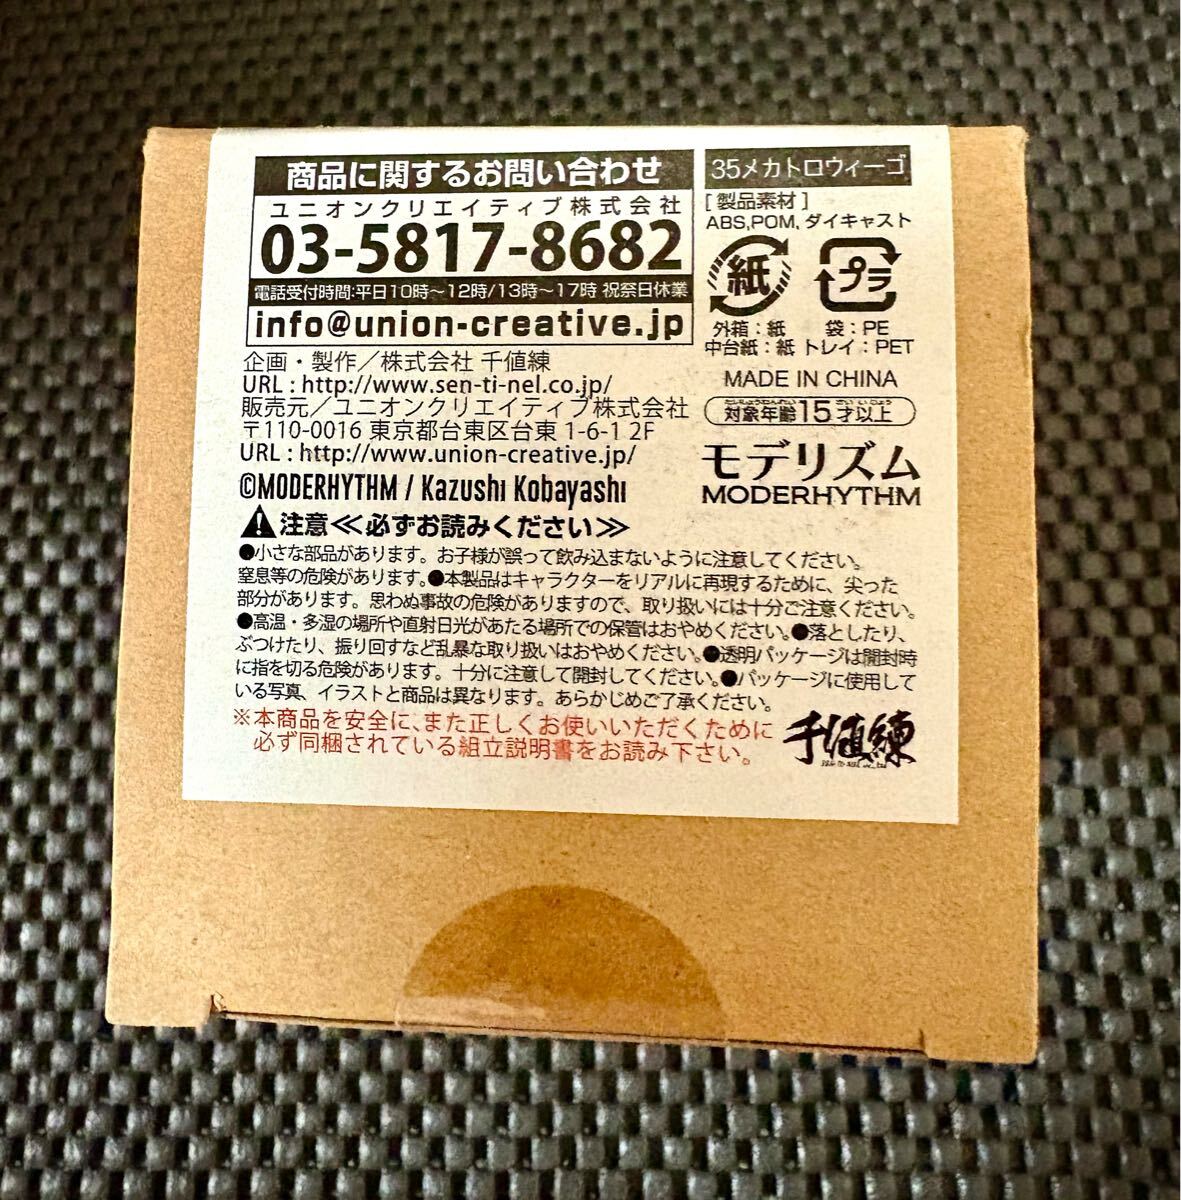 商品に関するお問い合わせ
ユニオンクリエイティブ株式会社
03-5817-8682
電話受付時間:平日10時～12時/13時～17時 祝祭日休業
info@union-creative.jp
企画・製作／株式会社 千値練
URL : http://www.sen-ti-nel.co.jp/
販売元／ユニオンクリエイティブ株式会社
〒110-0016 東京都台東区台東 1-6-1 2F
URL : http://www.union-creative.jp/
©MODERHYTHM / Kazushi Kobayashi
35メカトロウィーゴ
[ 製品素材 ]
ABS,POM, ダイキャスト
紙
プラ
外箱：紙 袋：PE
中台紙：紙 トレイ：PET
MADE IN CHINA
対象年齢15才以上
モデリズム
MODERHYTHM
注意≪必ずお読みください≫
●小さな部品があります。お子様が誤って飲み込まないように注意してください。
窒息等の危険があります。●本製品はキャラクターをリアルに再現するために、尖った
部分があります。思わぬ事故の危険がありますので、取り扱いには十分ご注意ください。
●高温・多湿の場所や直射日光があたる場所での保管はおやめください。●落としたり、
ぶつけたり、振り回すなど乱暴な取り扱いはおやめください。●透明パッケージは開封時
に指を切る危険があります。十分に注意して開封してください。●パッケージに使用して
いる写真、イラストと商品は異なります。あらかじめご了承ください。
※本商品を安全に、また正しくお使いいただくために
必ず同梱されている組立説明書をお読み下さい。
千値練